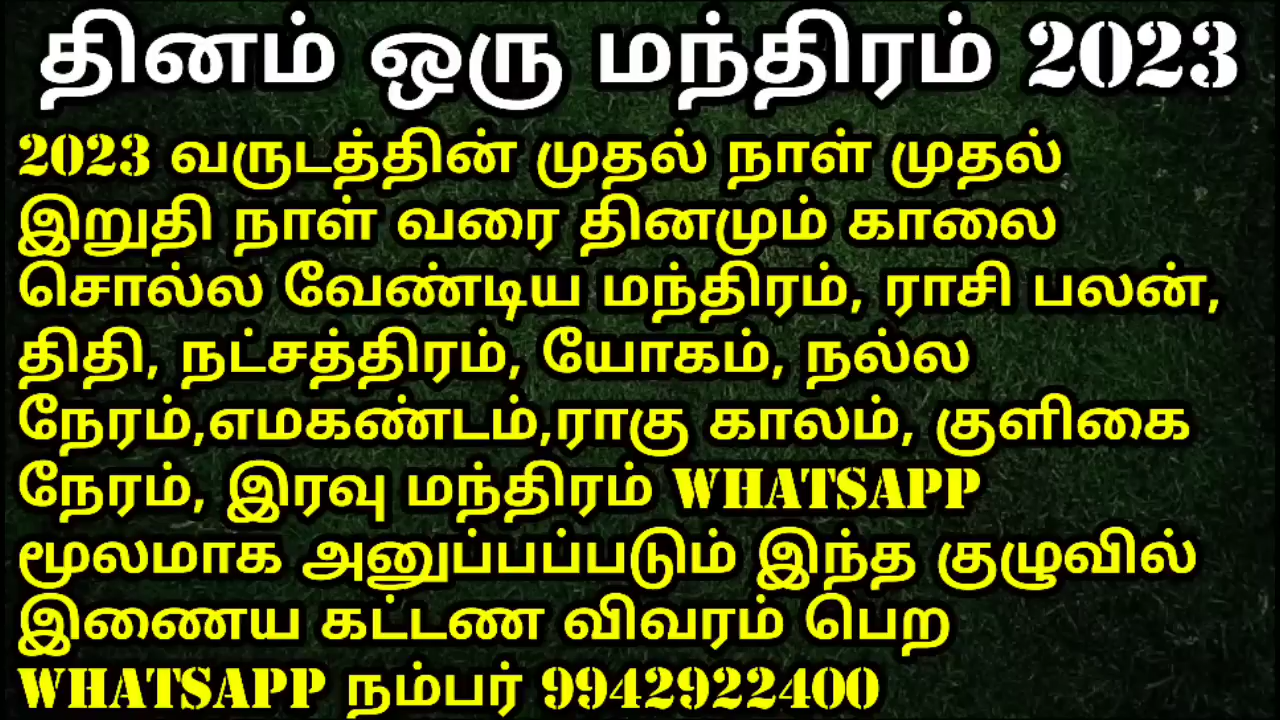 தினம் ஒரு மந்திரம் 2023
2023 வருடத்தின் முதல் நாள் முதல்
இறுதி நாள் வரை தினமும் காலை
சொல்ல வேண்டிய மந்திரம், ராசி பலன்,
திதி, நட்சத்திரம், யோகம், நல்ல
நேரம்,எமகண்டம்,ராகு காலம், குளிகை
நேரம், இரவு மந்திரம் WHATSAPP
மூலமாக அனுப்பப்படும் இந்த குழுவில்
இணைய கட்டண விவரம் பெற
WHATSAPP நம்பர் 9942922400